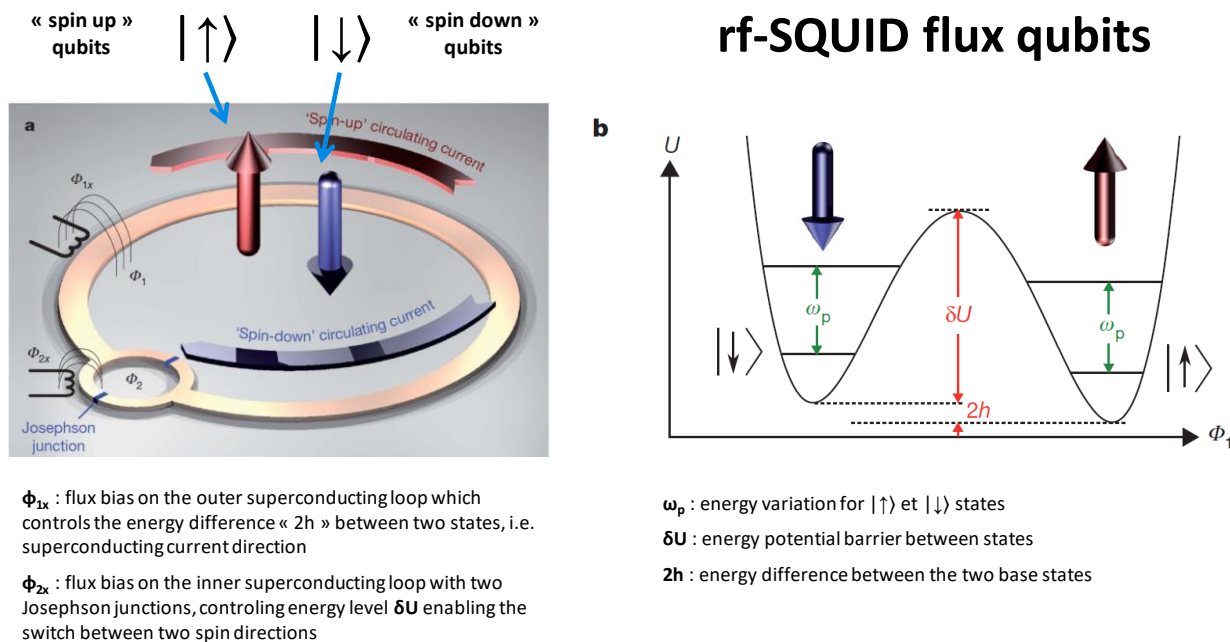 « spin up »
qubits
|↑⟩
|↓⟩
« spin down »
qubits
rf-SQUID flux qubits
a
'Spin-up' circulating current
Φ1x
Φ1
'Spin-down' circulating current
Φ2x
Φ2
Josephson
junction
b
U
ωp
δU
ωp
|↓⟩
|↑⟩
2h
Φ1
ϕ1x : flux bias on the outer superconducting loop which
controls the energy difference « 2h » between two states, i.e.
superconducting current direction
ϕ2x : flux bias on the inner superconducting loop with two
Josephson junctions, controling energy level δU enabling the
switch between two spin directions
ωp : energy variation for |↑⟩ et |↓⟩ states
δU : energy potential barrier between states
2h : energy difference between the two base states